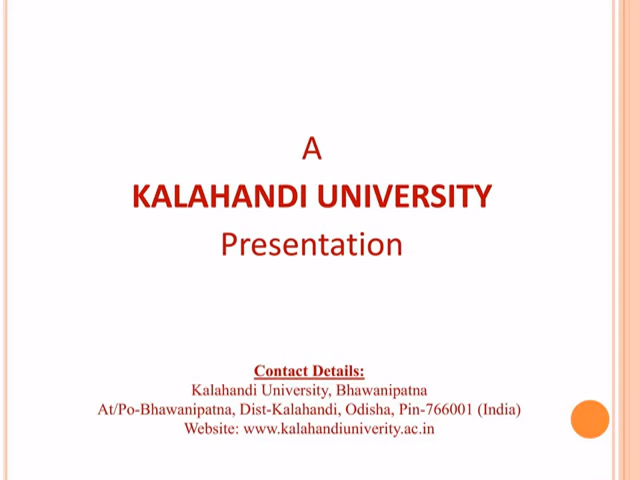 A
KALAHANDI UNIVERSITY
Presentation
Contact Details:
Kalahandi University, Bhawanipatna
At/Po-Bhawanipatna, Dist-Kalahandi, Odisha, Pin-766001 (India)
Website: www.kalahandiuniverity.ac.in